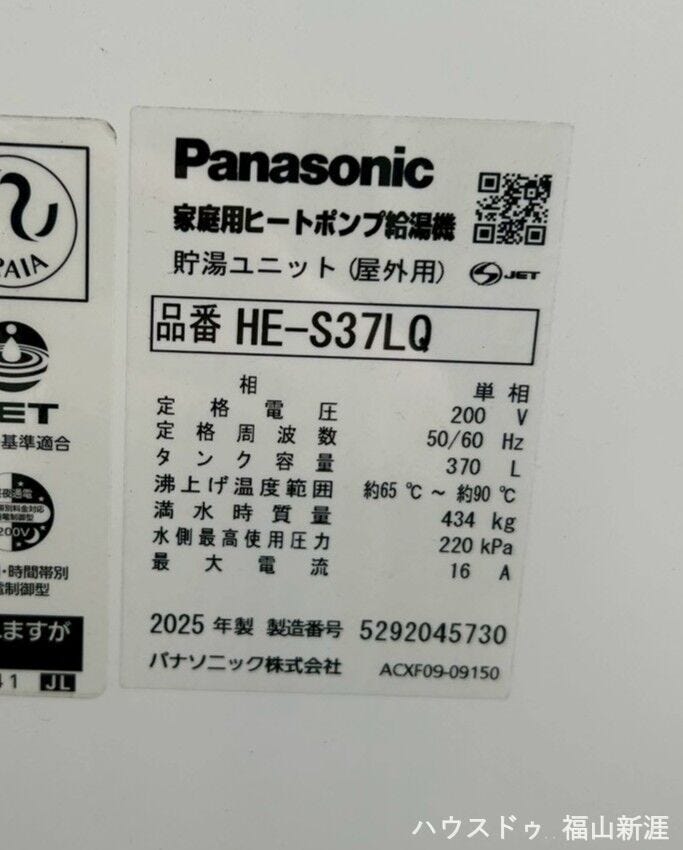 Panasonic
家庭用ヒートポンプ給湯機
貯湯ユニット(屋外用) JET
品番 HE-S37LQ
相 単相
定格電圧 200 V
定格周波数 50/60 Hz
タンク容量 370 L
沸上げ温度範囲 約65 ℃ ～ 約90 ℃
満水時質量 434 kg
水側最高使用圧力 220 kPa
最大電流 16 A
2025 年製 製造番号 5292045730
パナソニック株式会社 ACXF09-09150
基準適合
200V
・時間帯別
制御型
ますが
41 JL
ハウスドゥ 福山新涯